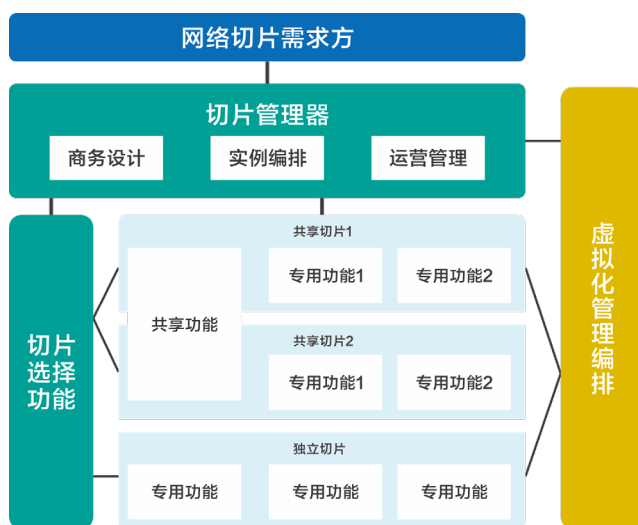 网络切片需求方
切片管理器
商务设计
实例编排
运营管理
切片
选择
功能
共享切片1
共享功能
专用功能1
专用功能2
共享切片2
专用功能1
专用功能2
独立切片
专用功能
专用功能
专用功能
虚拟化管理编排